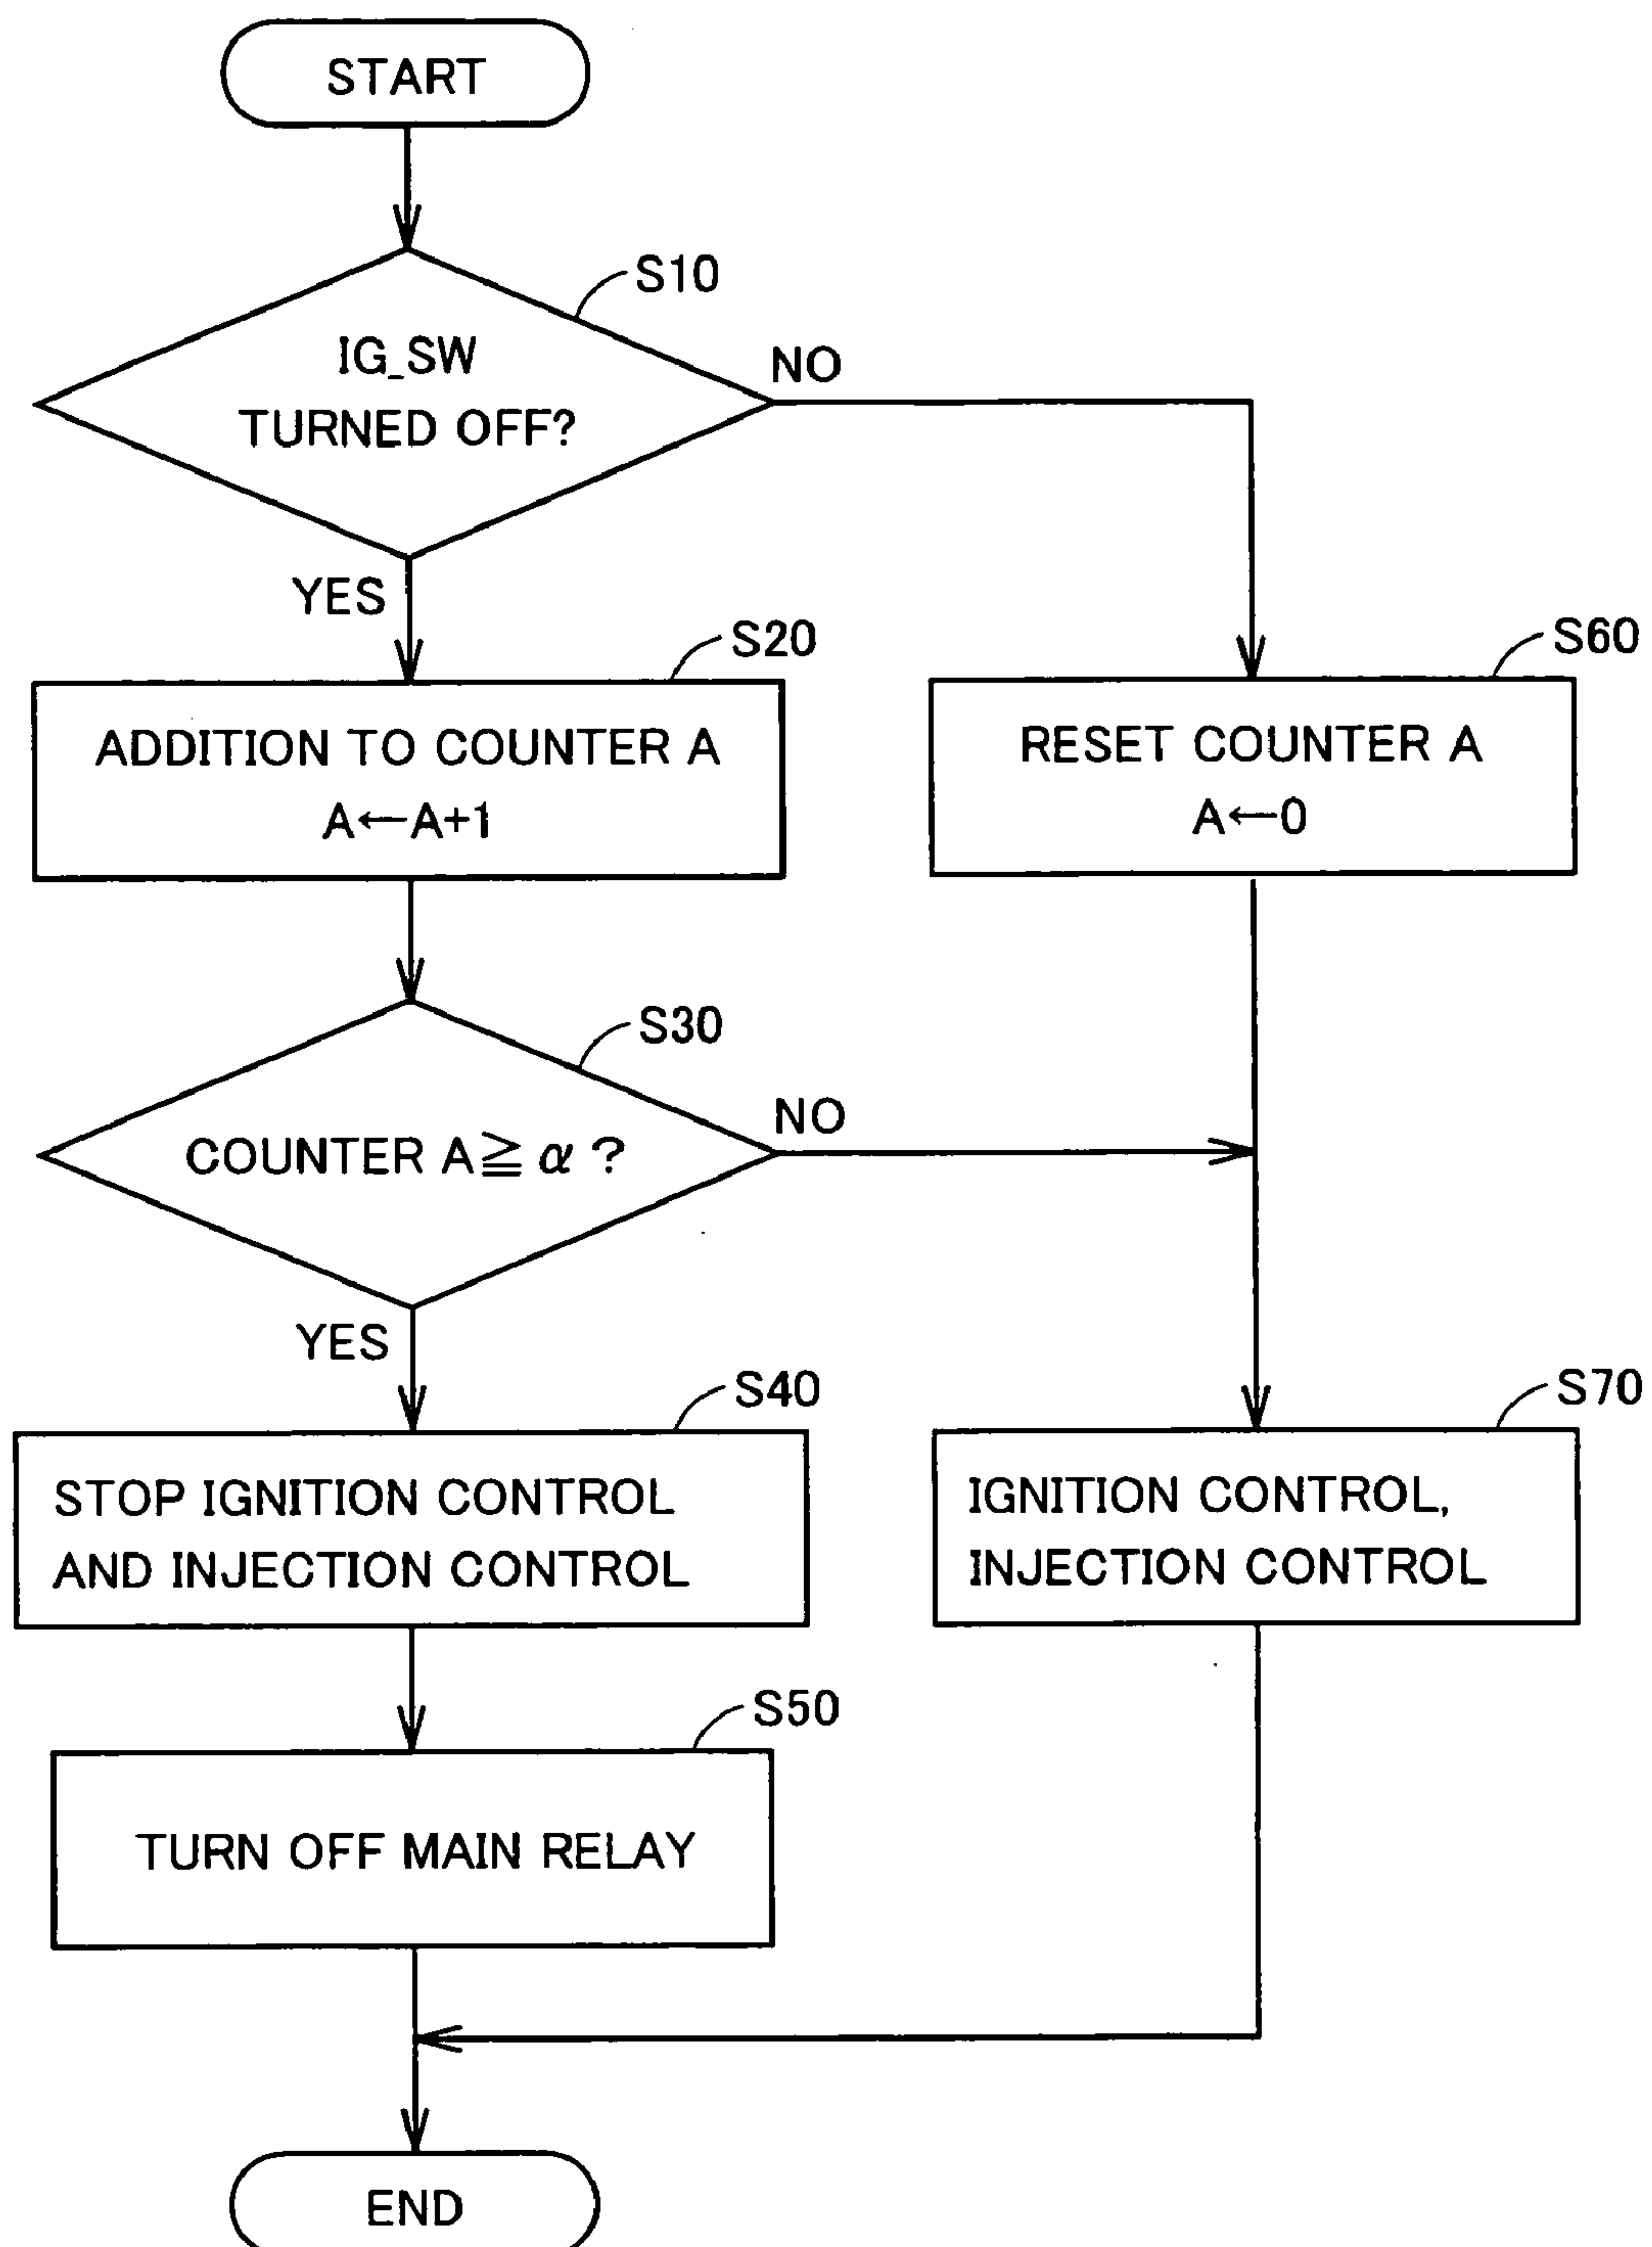 START
S10
IG_SW
TURNED OFF?
NO
YES
S20
ADDITION TO COUNTER A
A←A+1
S60
RESET COUNTER A
A←0
S30
COUNTER A≧α ?
NO
YES
S40
STOP IGNITION CONTROL
AND INJECTION CONTROL
S70
IGNITION CONTROL,
INJECTION CONTROL
S50
TURN OFF MAIN RELAY
END